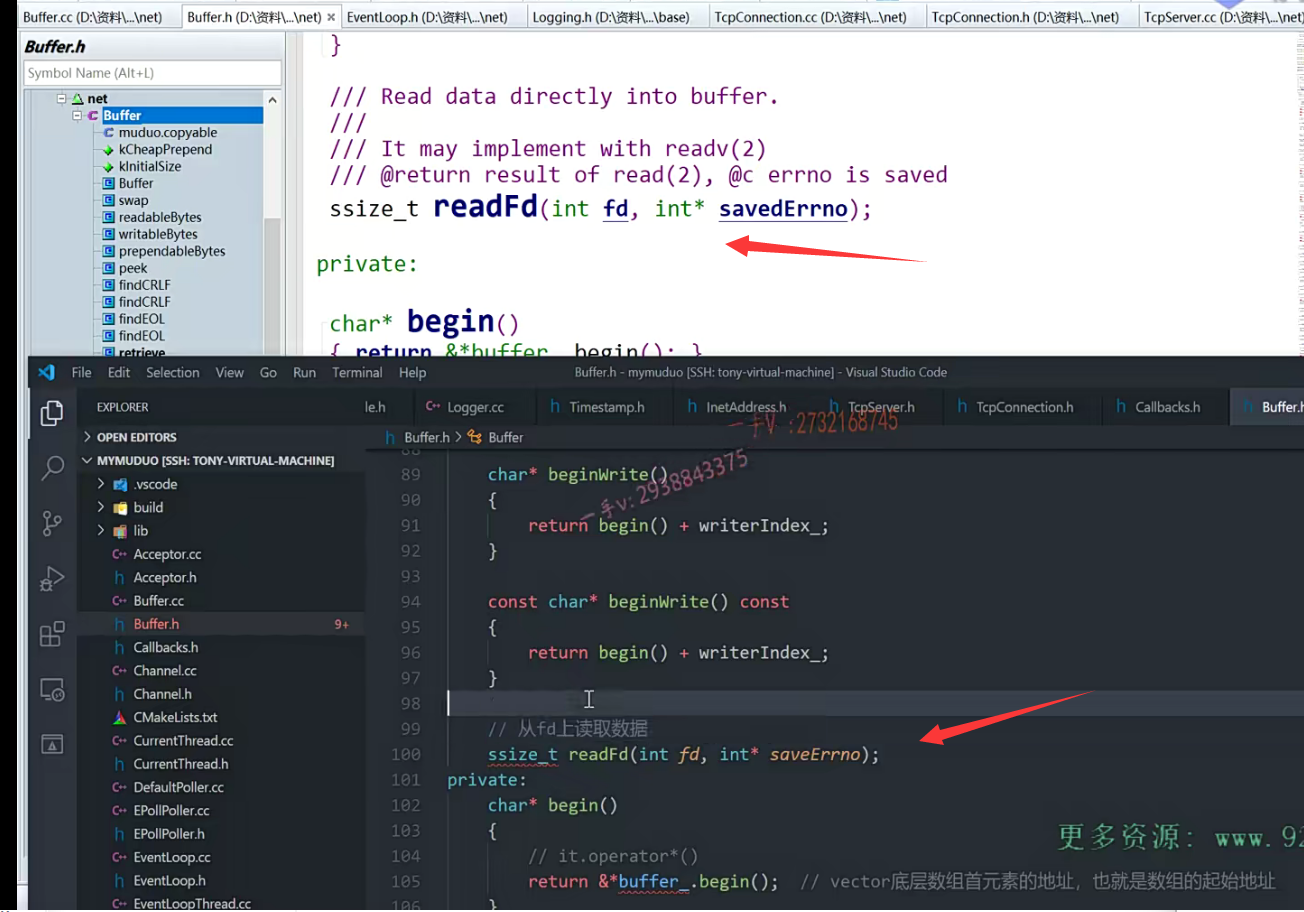 Buffer.cc (D:\资料\...\net)
Buffer.h (D:\资料\...\net) ×
EventLoop.h (D:\资料\...\net)
Logging.h (D:\资料\...\base)
TcpConnection.cc (D:\资料\...\net)
TcpConnection.h (D:\资料\...\net)
TcpServer.cc (D:\资料\...\net)
Buffer.h
Symbol Name (Alt+L)
net
Buffer
muduo.copyable
kCheapPrepend
kInitialSize
Buffer
swap
readableBytes
writableBytes
prependableBytes
peek
findCRLF
findCRLF
findEOL
findEOL
retrieve
}
/// Read data directly into buffer.
///
/// It may implement with readv(2)
/// @return result of read(2), @c errno is saved
ssize_t readFd(int fd, int* savedErrno);
private:
char* begin()
{ return &*buffer_.begin(); }
File Edit Selection View Go Run Terminal Help
Buffer.h - mymuduo [SSH: tony-virtual-machine] - Visual Studio Code
EXPLORER
le.h
C++ Logger.cc
h Timestamp.h
h InetAddress.h
h TcpServer.h
h TcpConnection.h
h Callbacks.h
h Buffer.h
一手V :2732168745
OPEN EDITORS
h Buffer.h > Buffer
MYMUDUO [SSH: TONY-VIRTUAL-MACHINE]
.vscode
build
lib
C++ Acceptor.cc
h Acceptor.h
C++ Buffer.cc
h Buffer.h 9+
h Callbacks.h
C++ Channel.cc
h Channel.h
CMakeLists.txt
C++ CurrentThread.cc
h CurrentThread.h
C++ DefaultPoller.cc
C++ EPollPoller.cc
h EPollPoller.h
C++ EventLoop.cc
h EventLoop.h
C++ EventLoopThread.cc
88
89 char* beginWrite()
一手v: 2938843375
90 {
91 return begin() + writerIndex_;
92 }
93
94 const char* beginWrite() const
95 {
96 return begin() + writerIndex_;
97 }
98
99 // 从fd上读取数据
100 ssize_t readFd(int fd, int* saveErrno);
101 private:
102 char* begin()
103 {
104 // it.operator*()
105 return &*buffer_.begin(); // vector底层数组首元素的地址，也就是数组的起始地址
106 }
更多资源: www.92